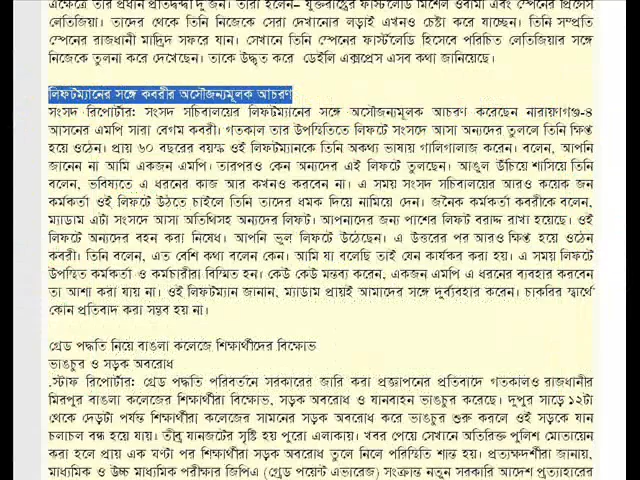 এক্ষেত্রে তার প্রধান প্রতিদ্বন্দ্বী দু'জন। তারা হলেন– যুক্তরাষ্ট্রের ফার্স্টলেডি মিশেল ওবামা এবং স্পেনের প্রিন্সেস
লেতিজিয়া। তাদের থেকে তিনি নিজেকে সেরা দেখানোর লড়াই এখনও চেষ্টা করে যাচ্ছেন। তিনি সম্প্রতি
স্পেনের রাজধানী মাদ্রিদ সফরে যান। সেখানে তিনি স্পেনের ফার্স্টলেডি হিসেবে পরিচিত লেতিজিয়ার সঙ্গে
নিজেকে তুলনা করে দেখেছেন। তাকে উদ্ধৃত করে ডেইলি এক্সপ্রেস এসব কথা জানিয়েছে।
লিফটম্যানের সঙ্গে কবরীর অসৌজন্যমূলক আচরণ
সংসদ রিপোর্টার: সংসদ সচিবালয়ের লিফটম্যানের সঙ্গে অসৌজন্যমূলক আচরণ করেছেন নারায়ণগঞ্জ-৪
আসনের এমপি সারা বেগম কবরী। গতকাল তার উপস্থিতিতে লিফটে সংসদে আসা অন্যদের তুললে তিনি ক্ষিপ্ত
হয়ে ওঠেন। প্রায় ৬০ বছরের বয়স্ক ওই লিফটম্যানকে তিনি অকথ্য ভাষায় গালিগালাজ করেন। বলেন, আপনি
জানেন না আমি একজন এমপি। তারপরও কেন অন্যদের এই লিফটে তুলছেন। আঙুল উঁচিয়ে শাসিয়ে তিনি
বলেন, ভবিষ্যতে এ ধরনের কাজ আর কখনও করবেন না। এ সময় সংসদ সচিবালয়ের আরও কয়েক জন
কর্মকর্তা ওই লিফটে উঠতে চাইলে তিনি তাদের ধমক দিয়ে নামিয়ে দেন। জনৈক কর্মকর্তা কবরীকে বলেন,
ম্যাডাম এটা সংসদে আসা অতিথিসহ অন্যদের লিফট। আপনাদের জন্য পাশের লিফট বরাদ্দ রাখা হয়েছে। ওই
লিফটে অন্যদের বহন করা নিষেধ। আপনি ভুল লিফটে উঠেছেন। এ উত্তরের পর আরও ক্ষিপ্ত হয়ে ওঠেন
কবরী। তিনি বলেন, এত বেশি কথা বলেন কেন। আমি যা বলেছি তাই যেন কার্যকর করা হয়। এ সময় লিফটে
উপস্থিত কর্মকর্তা ও কর্মচারীরা বিস্মিত হন। কেউ কেউ মন্তব্য করেন, একজন এমপি এ ধরনের ব্যবহার করবেন
তা আশা করা যায় না। ওই লিফটম্যান জানান, ম্যাডাম প্রায়ই আমাদের সঙ্গে দুর্ব্যবহার করেন। চাকরির স্বার্থে
কোন প্রতিবাদ করা সম্ভব হয় না।
গ্রেড পদ্ধতি নিয়ে বাঙলা কলেজে শিক্ষার্থীদের বিক্ষোভ
ভাঙচুর ও সড়ক অবরোধ
.স্টাফ রিপোর্টার: গ্রেড পদ্ধতি পরিবর্তনে সরকারের জারি করা প্রজ্ঞাপনের প্রতিবাদে গতকালও রাজধানীর
মিরপুর বাঙলা কলেজের শিক্ষার্থীরা বিক্ষোভ, সড়ক অবরোধ ও যানবাহন ভাঙচুর করেছে। দুপুর সাড়ে ১২টা
থেকে দেড়টা পর্যন্ত শিক্ষার্থীরা কলেজের সামনের সড়ক অবরোধ করে ভাঙচুর শুরু করলে ওই সড়কে যান
চলাচল বন্ধ হয়ে যায়। তীব্র যানজটের সৃষ্টি হয় পুরো এলাকায়। খবর পেয়ে সেখানে অতিরিক্ত পুলিশ মোতায়েন
করা হলে প্রায় এক ঘণ্টা পর শিক্ষার্থীরা সড়ক অবরোধ তুলে নিলে পরিস্থিতি শান্ত হয়। প্রত্যক্ষদর্শীরা জানায়,
মাধ্যমিক ও উচ্চ মাধ্যমিক পরীক্ষার জিপিএ (গ্রেড পয়েন্ট এভারেজ) সংক্রান্ত নতুন সরকারি আদেশ প্রত্যাহারের